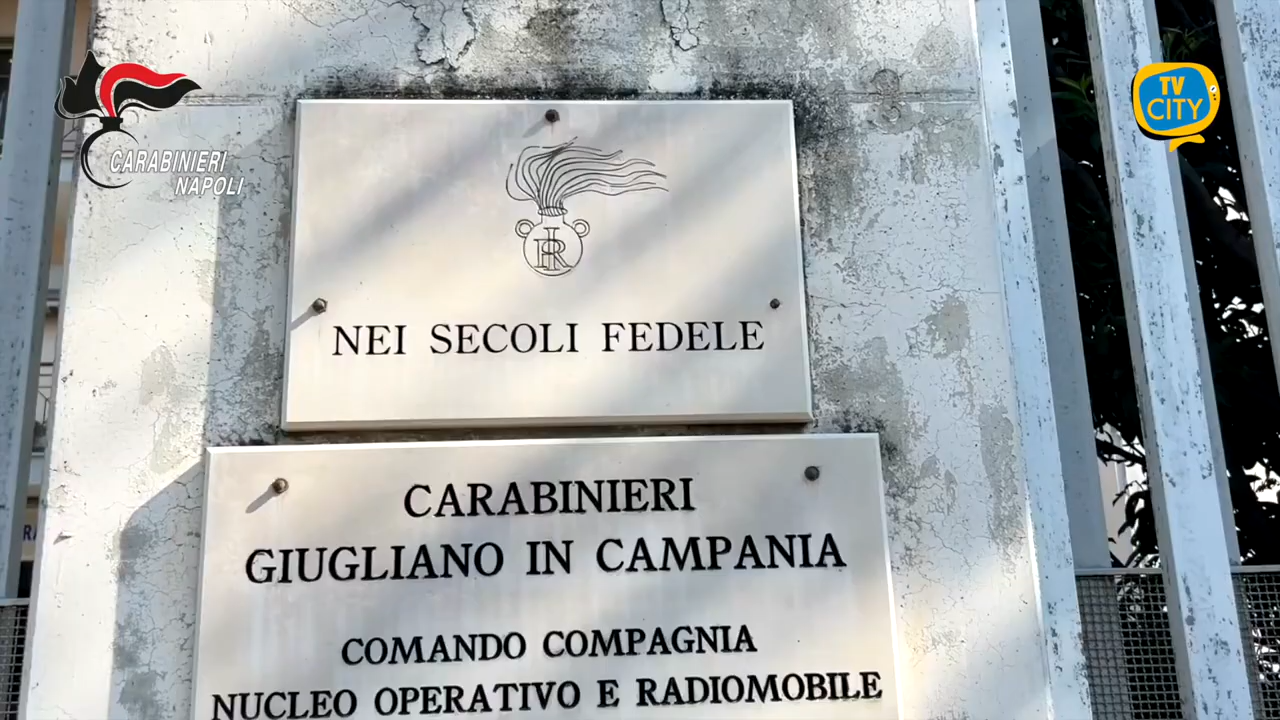 CARABINIERI
NAPOLI
TV
CITY
NEI SECOLI FEDELE
CARABINIERI
GIUGLIANO IN CAMPANIA
COMANDO COMPAGNIA
NUCLEO OPERATIVO E RADIOMOBILE